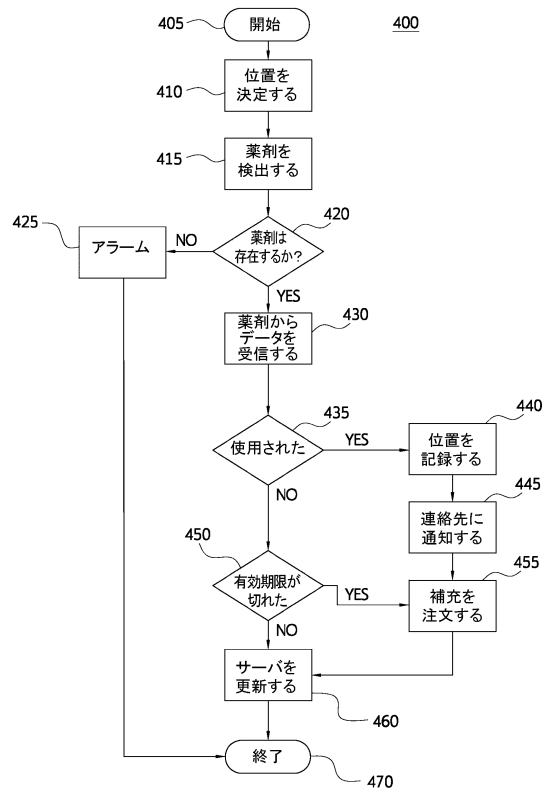 405
開始
400
410
位置を
決定する
415
薬剤を
検出する
420
425
アラーム
NO
薬剤は
存在するか?
YES
430
薬剤から
データを
受信する
435
使用された
YES
440
位置を
記録する
NO
445
連絡先に
通知する
450
有効期限が
切れた
YES
455
補充を
注文する
NO
サーバを
更新する
460
終了
470